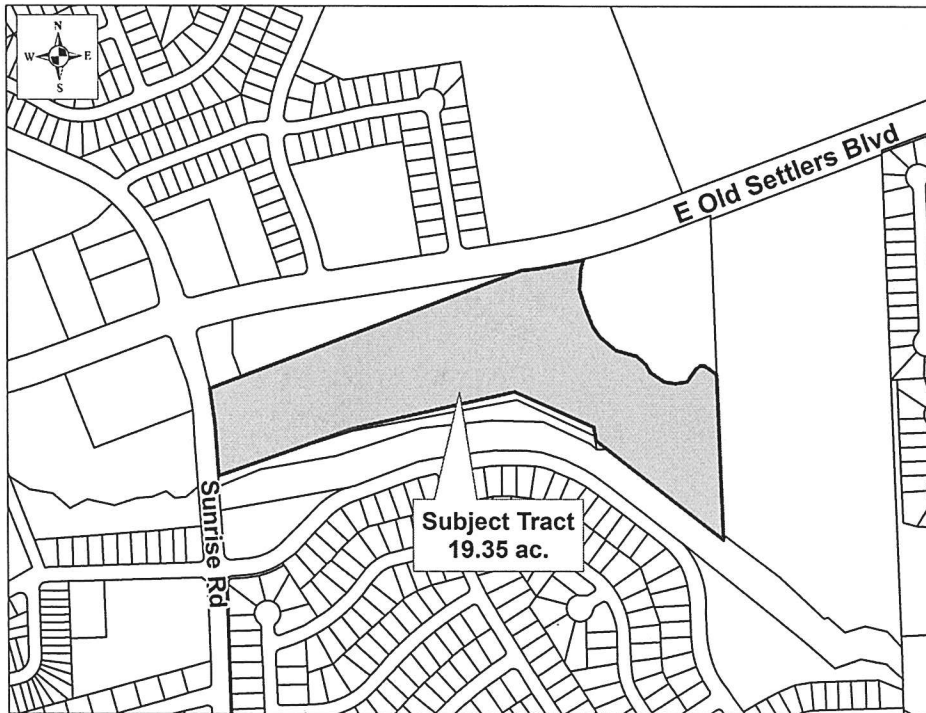 N
W E
S
E Old Settlers Blvd
Sunrise Rd
Subject Tract
19.35 ac.